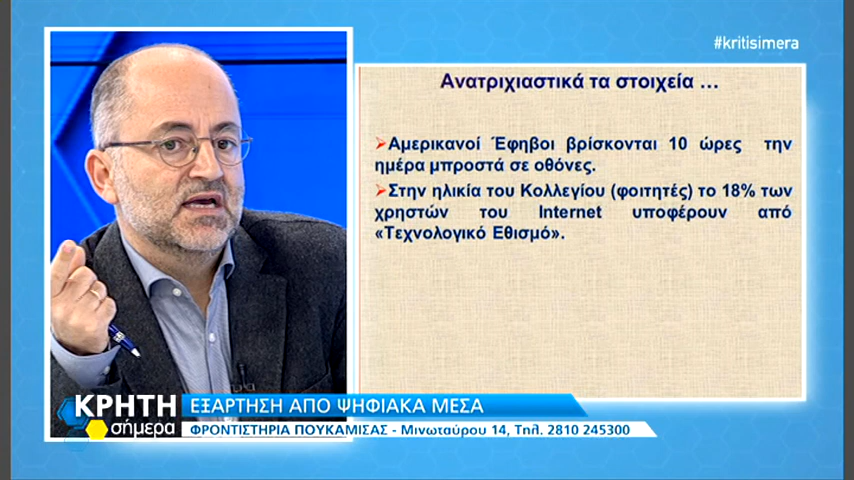 #kritisimera
Ανατριχιαστικά τα στοιχεία ...
Αμερικανοί Έφηβοι βρίσκονται 10 ώρες την
ημέρα μπροστά σε οθόνες.
Στην ηλικία του Κολλεγίου (φοιτητές) το 18% των
χρηστών του Internet υποφέρουν από
«Τεχνολογικό Εθισμό».
ΚΡΗΤΗ
σήμερα
ΕΞΑΡΤΗΣΗ ΑΠΟ ΨΗΦΙΑΚΑ ΜΕΣΑ
ΦΡΟΝΤΙΣΤΗΡΙΑ ΠΟΥΚΑΜΙΣΑΣ - Μινωταύρου 14, Τηλ. 2810 245300